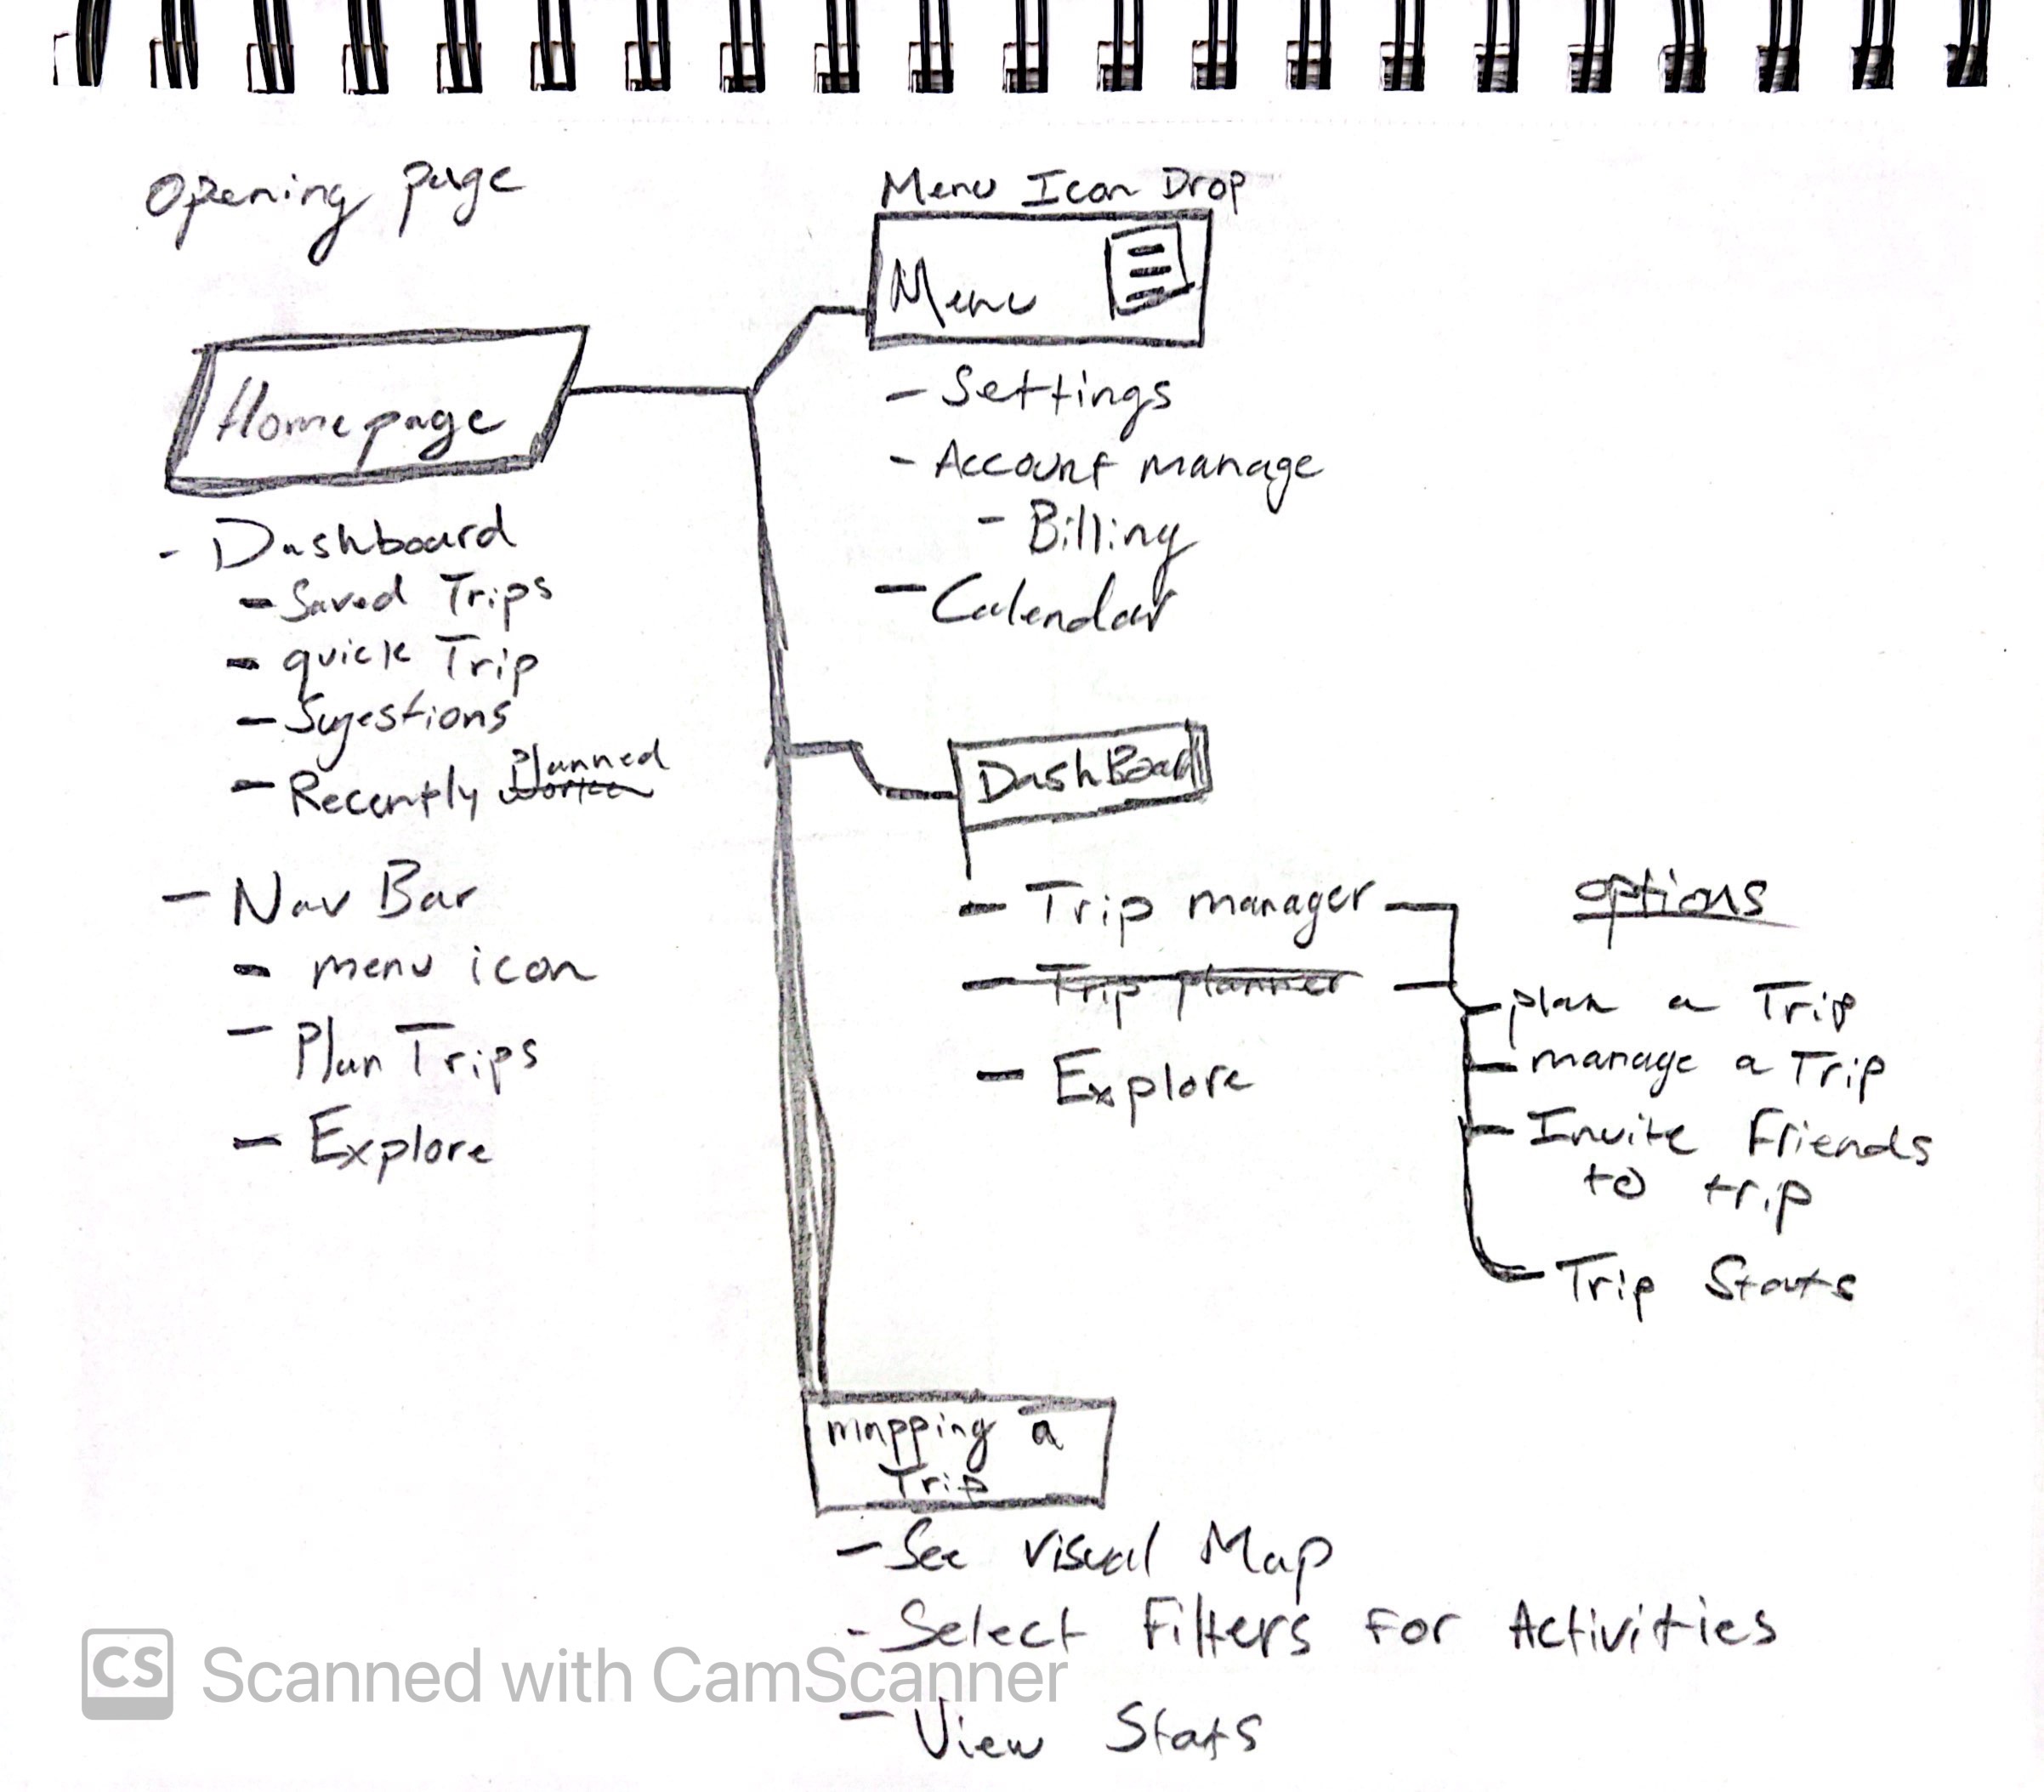 Opening page
Homepage
- Dashboard
- Saved Trips
- quick Trip
- Sugestions
- Recently Planned
- Nav Bar
- menu icon
- Plan Trips
- Explore
Menu Icon Drop
Menu
- Settings
- Account manage
- Billing
- Calendar
DashBoard
- Trip manager
- Trip planner
- Explore
options
- plan a Trip
- manage a Trip
- Invite Friends
to trip
- Trip Stats
mapping a
Trip
- See visual Map
- Select Filters For Activities
- View Stats
CS Scanned with CamScanner